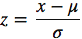 z = (x − μ) / σ